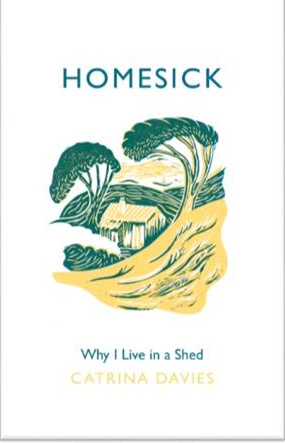 HOMESICK
Why I Live in a Shed
CATRINA DAVIES